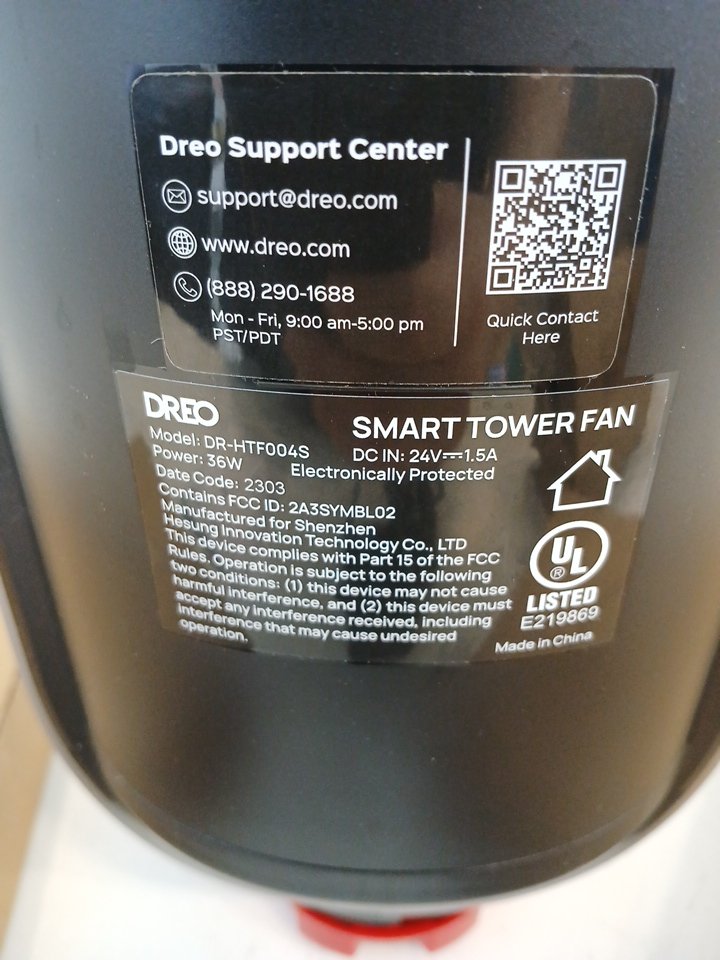 Dreo Support Center
support@dreo.com
www.dreo.com
(888) 290-1688
Mon - Fri, 9:00 am-5:00 pm
PST/PDT
Quick Contact
Here
DREO
SMART TOWER FAN
Model: DR-HTF004S
DC IN: 24V⎓1.5A
Power: 36W
Electronically Protected
Date Code: 2303
Contains FCC ID: 2A3SYMBL02
Manufactured for Shenzhen
Hesung Innovation Technology Co., LTD
This device complies with Part 15 of the FCC
Rules. Operation is subject to the following
two conditions: (1) this device may not cause
harmful interference, and (2) this device must
accept any interference received, including
interference that may cause undesired
operation.
UL
®
LISTED
E219869
Made in China